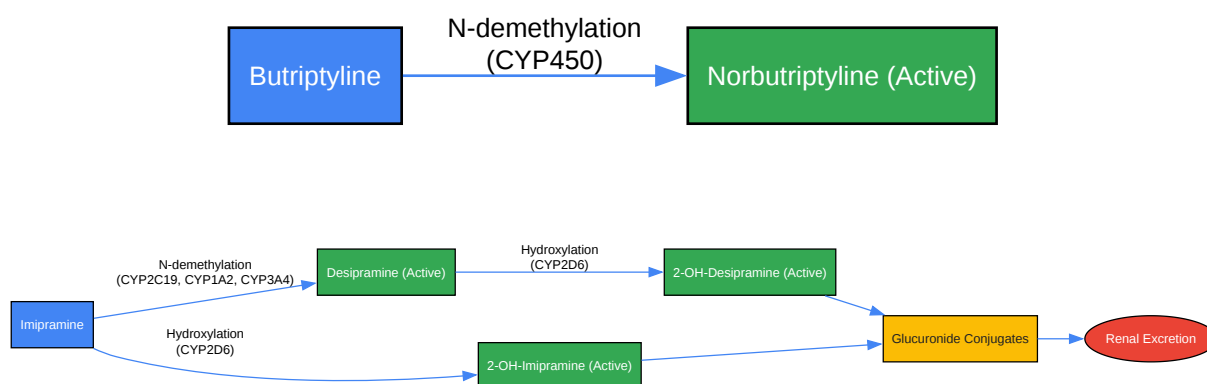 N-demethylation
(CYP450)
Butriptyline
Norbutriptyline (Active)
N-demethylation
(CYP2C19, CYP1A2, CYP3A4)
Desipramine (Active)
Hydroxylation
(CYP2D6)
2-OH-Desipramine (Active)
Imipramine
Hydroxylation
(CYP2D6)
2-OH-Imipramine (Active)
Glucuronide Conjugates
Renal Excretion